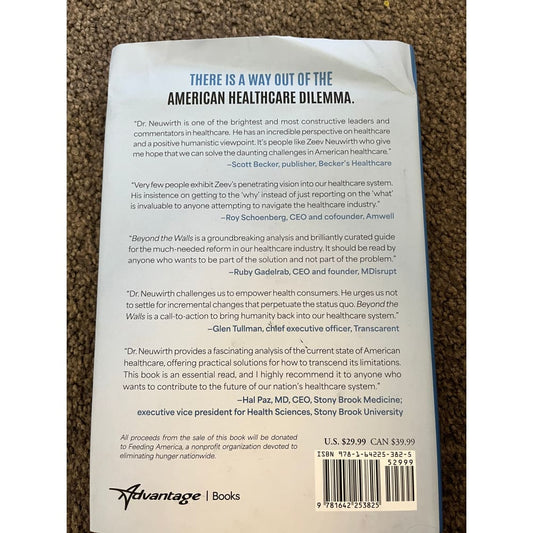 THERE IS A WAY OUT OF THE
AMERICAN HEALTHCARE DILEMMA.
"Dr. Neuwirth is one of the brightest and most constructive leaders and
commentators in healthcare. He has an incredible perspective on healthcare
and a positive humanistic viewpoint. It's people like Zeev Neuwirth who
give me hope that we can solve the daunting challenges in American healthcare."
–Scott Becker, publisher, Becker's Healthcare
"Very few people exhibit Zeev's penetrating vision into our healthcare system.
His insistence on getting to the 'why' instead of just reporting on the 'what'
is invaluable to anyone attempting to navigate the healthcare industry."
–Roy Schoenberg, CEO and cofounder, Amwell
"Beyond the Walls is a groundbreaking analysis and brilliantly curated guide
for the much-needed reform in our healthcare industry. It should be read by
anyone who wants to be part of the solution and not part of the problem."
–Ruby Gadelrab, CEO and founder, MDisrupt
"Dr. Neuwirth challenges us to empower health consumers. He urges us not
to settle for incremental changes that perpetuate the status quo. Beyond the
Walls is a call-to-action to bring humanity back into our healthcare system."
–Glen Tullman, chief executive officer, Transcarent
"Dr. Neuwirth provides a fascinating analysis of the current state of American
healthcare, offering practical solutions for how to transcend its limitations.
This book is an essential read, and I highly recommend it to anyone who
wants to contribute to the future of our nation's healthcare system."
–Hal Paz, MD, CEO, Stony Brook Medicine;
executive vice president for Health Sciences, Stony Brook University
All proceeds from the sale of this book will be donated
to Feeding America, a nonprofit organization devoted to
eliminating hunger nationwide.
U.S. $29.99 CAN $39.99
ISBN 978-1-64225-382-5
52999
9 781642 253825
Advantage | Books